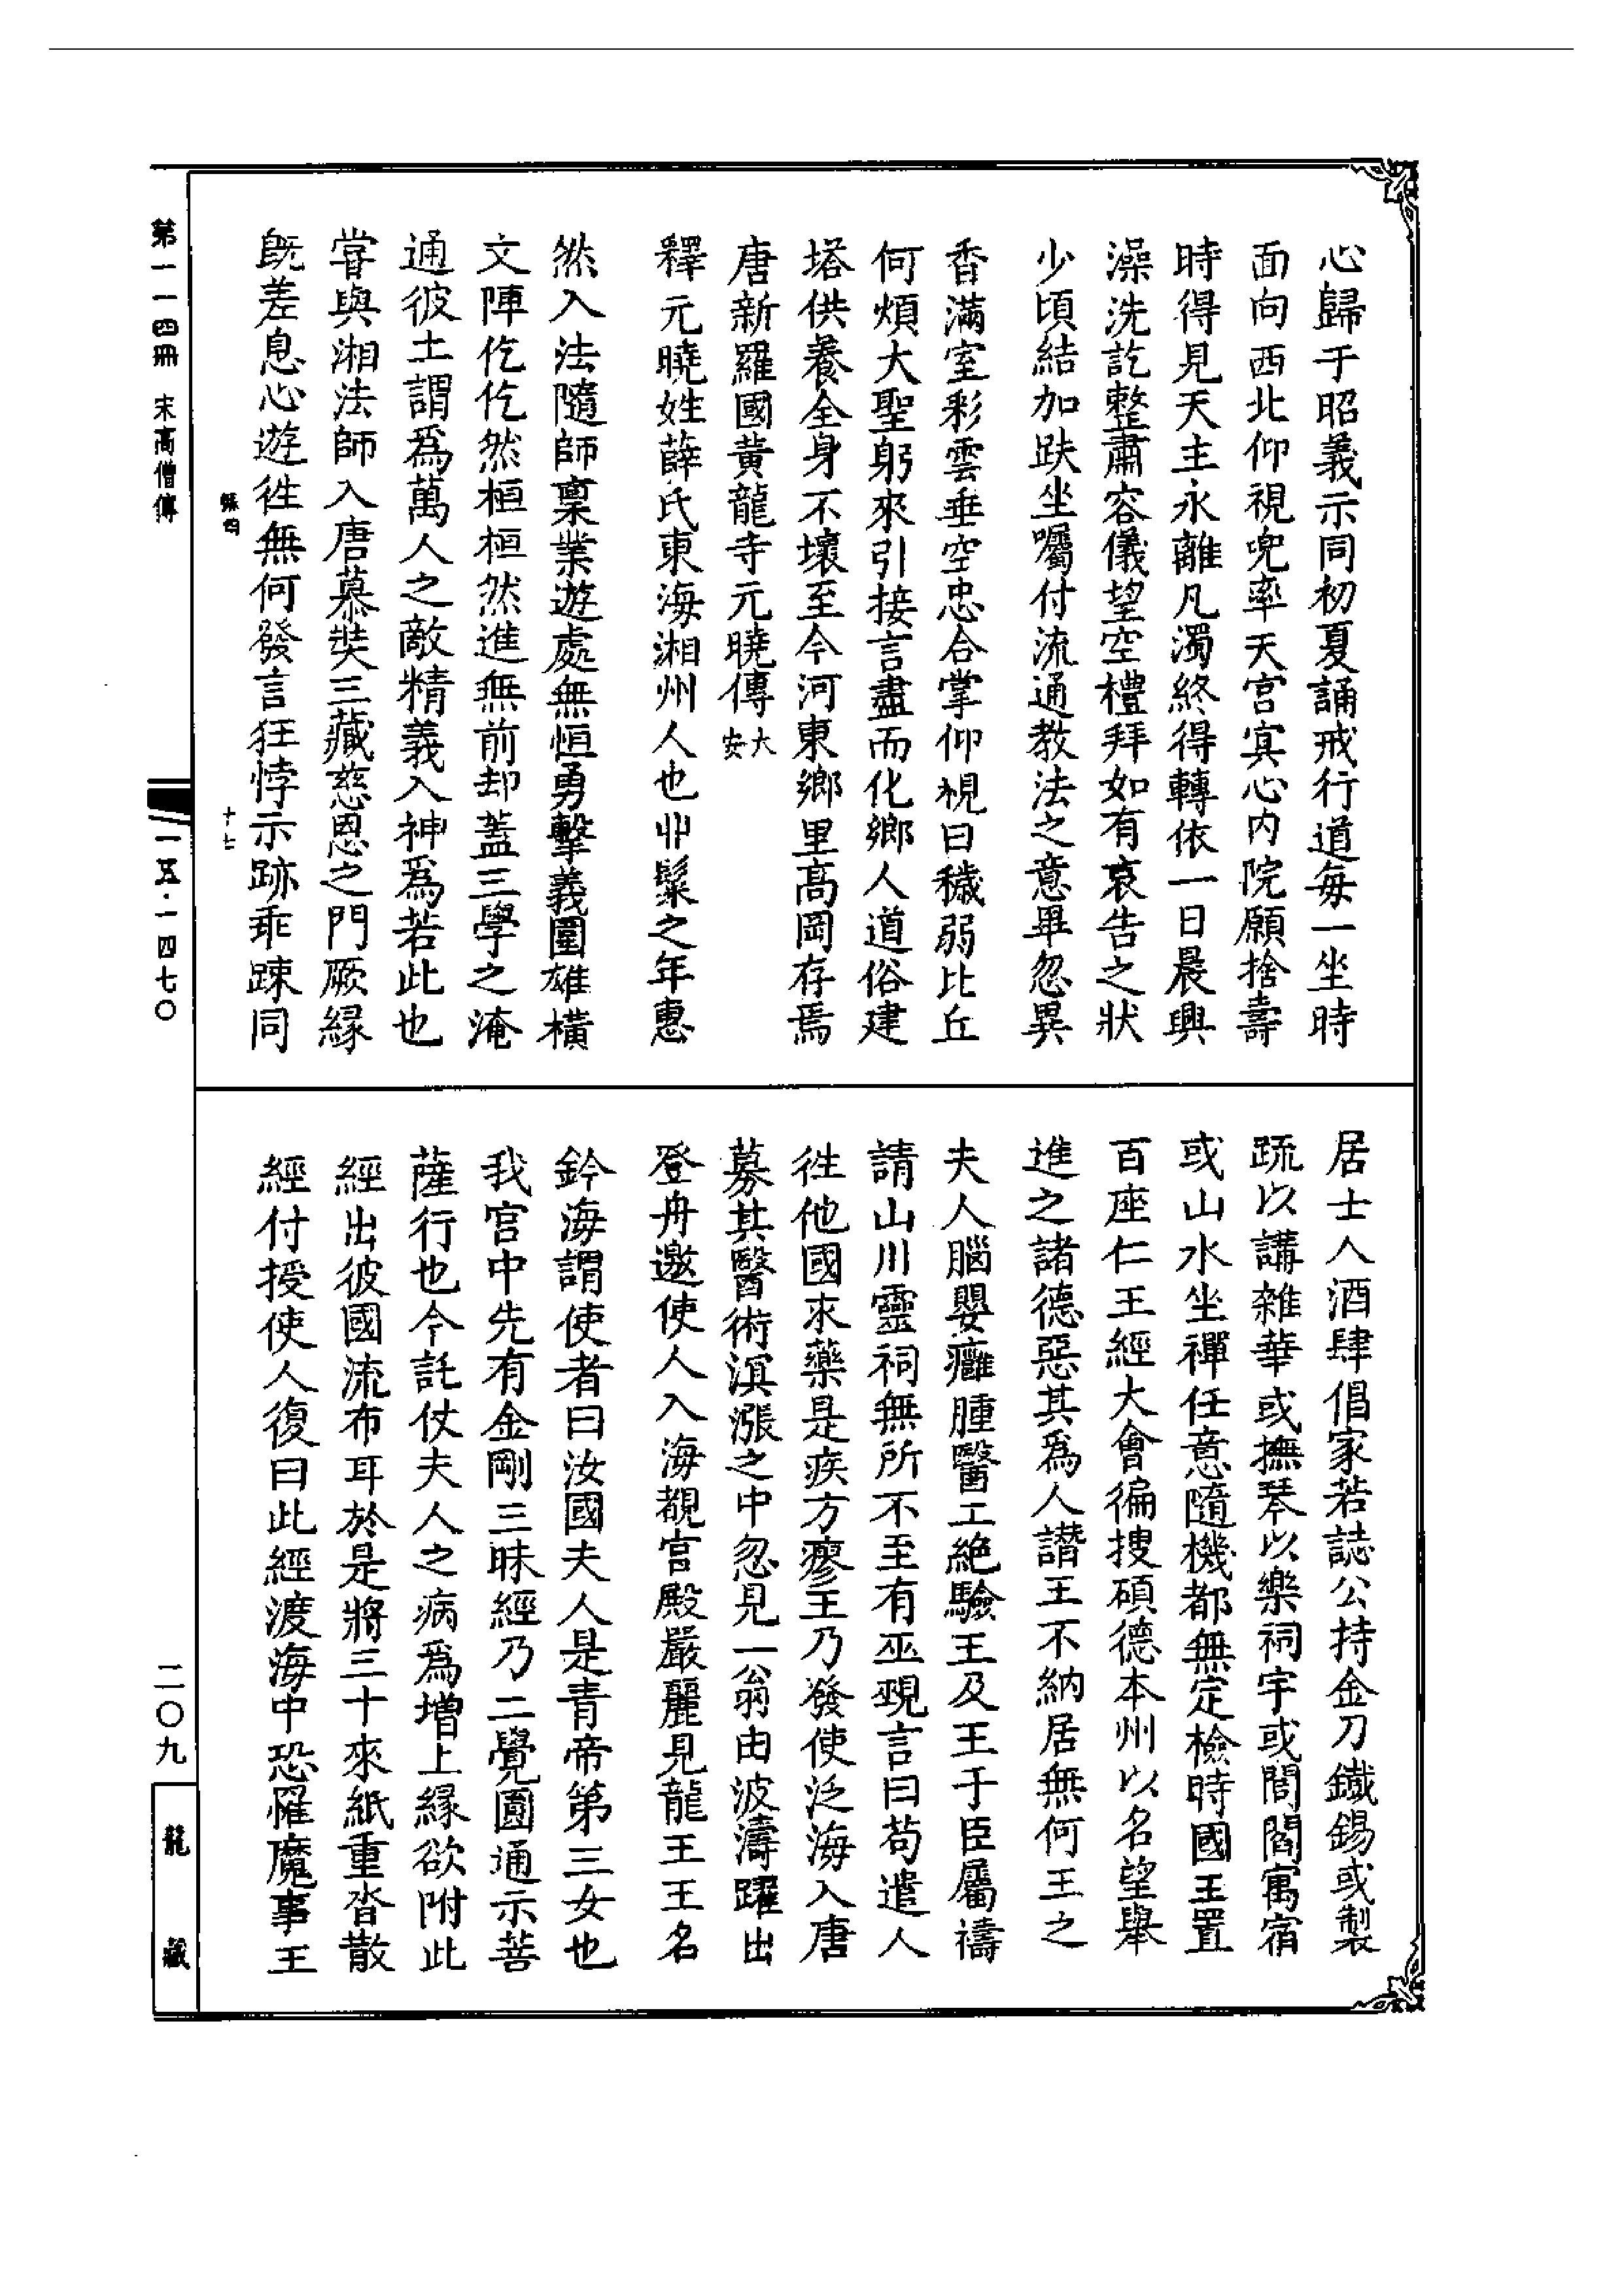 心歸于昭義示同初夏誦戒行道每一坐時
面向西北仰視兜率天宮冥心內院願捨壽
時得見天主永離凡濁終得轉依一日晨興
澡洗訖整肅容儀望空禮拜如有哀告之狀
少頃結加趺坐囑付流通教法之意畢忽異
香滿室彩雲垂空忠合掌仰視曰穢弱比丘
何煩大聖躬來引接言盡而化鄉人道俗建
塔供養全身不壞至今河東鄉里高岡存焉
唐新羅國黃龍寺元曉傳大安
釋元曉姓薛氏東海湘州人也丱髮之年惠
然入法隨師稟業遊處無恒勇擊義圍雄橫
文陣仡仡然桓桓然進無前却蓋三學之淹
通彼土謂爲萬人之敵精義入神爲若此也
甞與湘法師入唐慕奘三藏慈恩之門厥緣
旣差息心遊徃無何發言狂悖示跡乖踈同
居士入酒肆倡家若誌公持金刀鐵錫或製
䟽以講雜華或撫琴以樂祠宇或閭閻寓宿
或山水坐禪任意隨機都無定檢時國王置
百座仁王經大會徧搜碩德本州以名望舉
進之諸德惡其爲人譖王不納居無何王之
夫人腦嬰癰腫醫工絶驗王及王子臣屬禱
請山川靈祠無所不至有巫覡言曰苟遣人
徃他國求藥是疾方瘳王乃發使泛海入唐
募其醫術溟漲之中忽見一翁由波濤躍出
登舟邀使人入海覩宮殿嚴麗見龍王王名
鈐海謂使者曰汝國夫人是青帝第三女也
我宮中先有金剛三昧經乃二覺圓通示菩
薩行也今託仗夫人之病爲增上緣欲附此
經出彼國流布耳於是將三十來紙重沓散
經付授使人復曰此經渡海中恐罹魔事王
第一一四冊 宋高僧傳
十七
一五·一四七〇
二〇九
龍藏